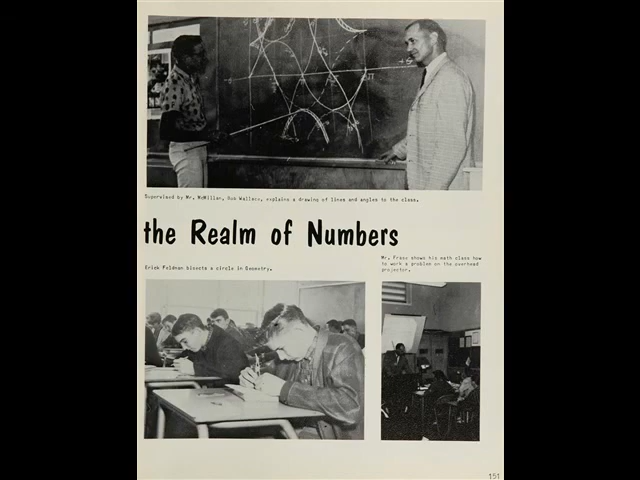 Supervised by Mr. McMillan, Ron Wallace, explains a drawing of lines and angles to the class.
the Realm of Numbers
Mr. Frase shows his math class how
to work a problem on the overhead
projector.
Erick Feldman bisects a circle in Geometry.
151